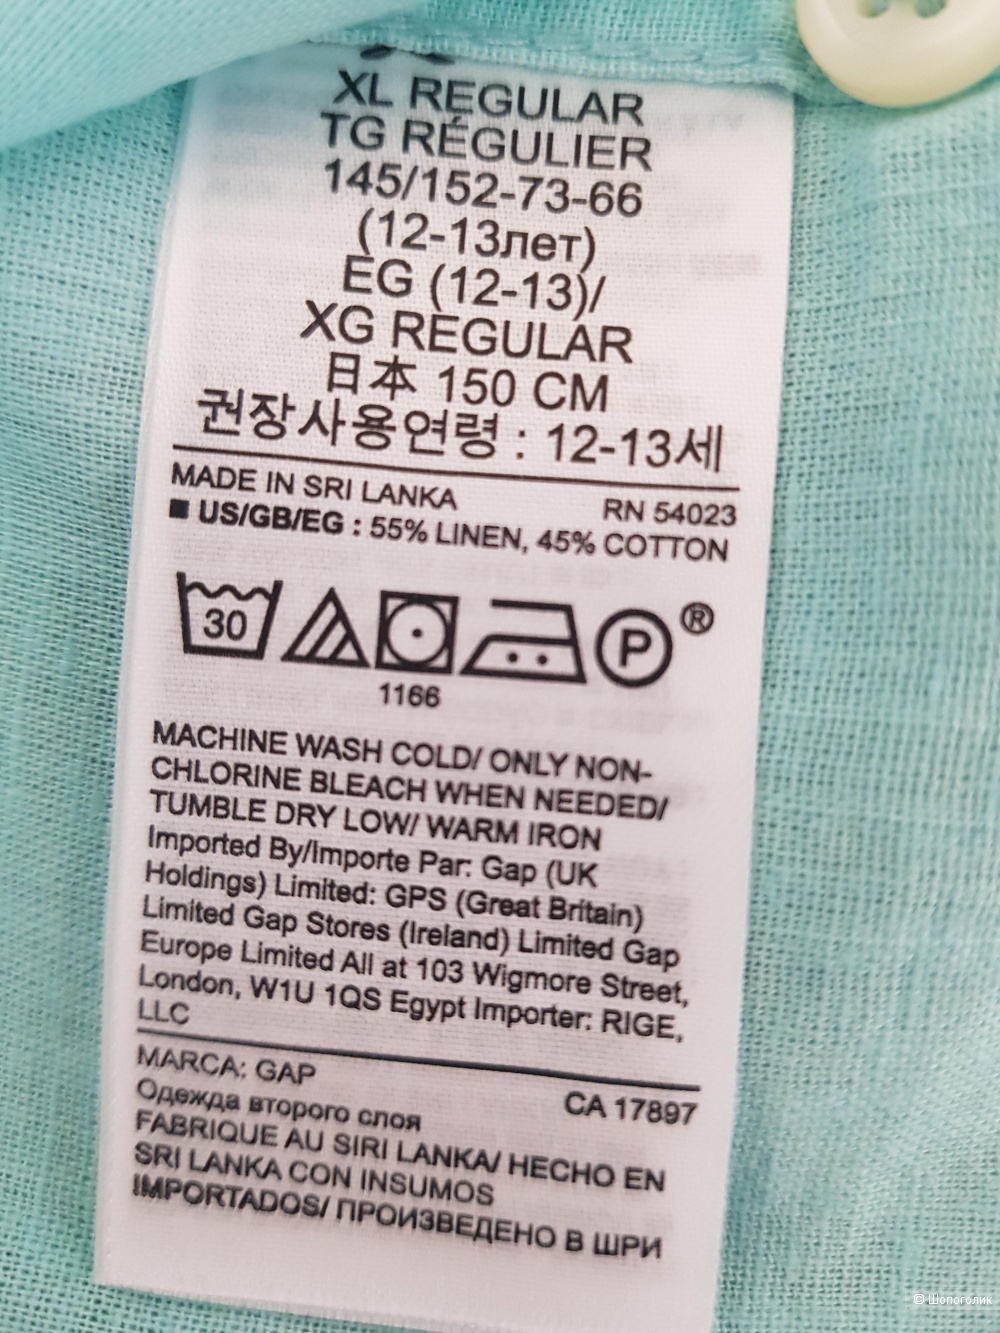 XL REGULAR
TG RÉGULIER
145/152-73-66
(12-13лет)
EG (12-13)/
XG REGULAR
日本 150 CM
권장사용연령 : 12-13세
MADE IN SRI LANKA RN 54023
■ US/GB/EG : 55% LINEN, 45% COTTON
30 P ®
1166
MACHINE WASH COLD/ ONLY NON-
CHLORINE BLEACH WHEN NEEDED/
TUMBLE DRY LOW/ WARM IRON
Imported By/Importe Par: Gap (UK
Holdings) Limited: GPS (Great Britain)
Limited Gap Stores (Ireland) Limited Gap
Europe Limited All at 103 Wigmore Street,
London, W1U 1QS Egypt Importer: RIGE,
LLC
MARCA: GAP CA 17897
Одежда второго слоя
FABRIQUE AU SIRI LANKA/ HECHO EN
SRI LANKA CON INSUMOS
IMPORTADOS/ ПРОИЗВЕДЕНО В ШРИ
© Шопоголик